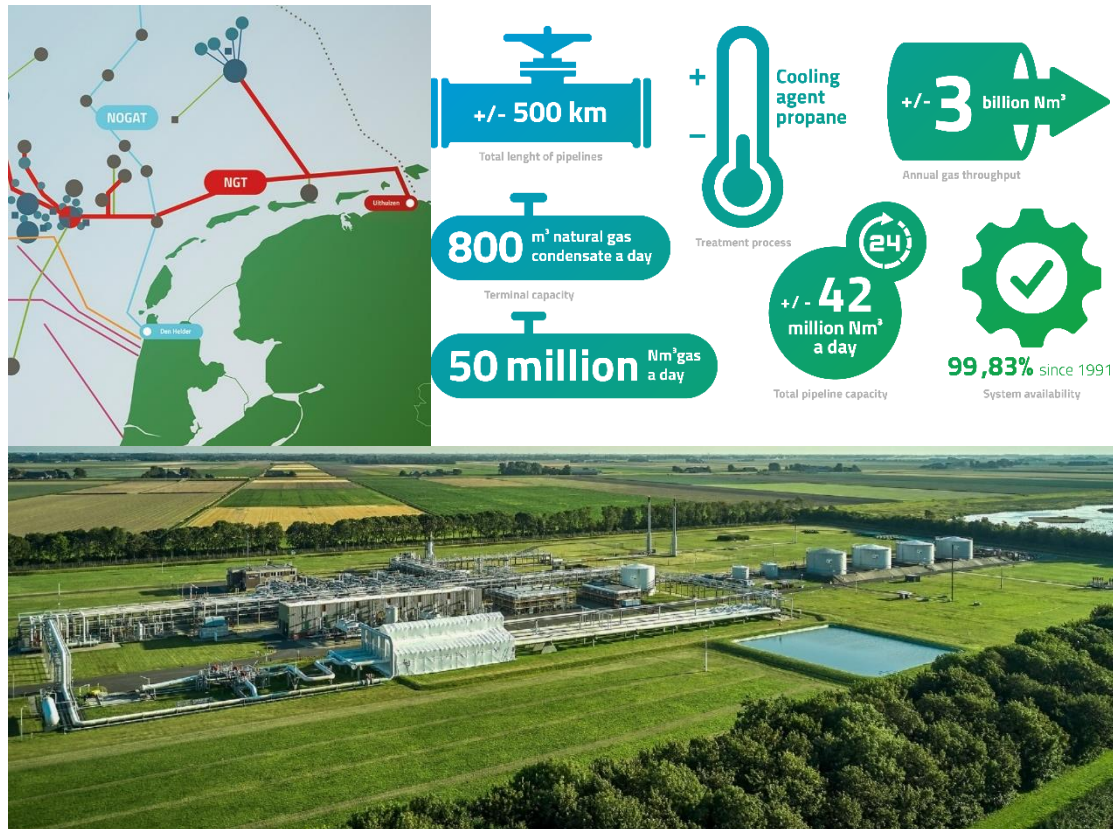 NOGAT
NGT
Uithuizen
Den Helder
+/- 500 km
Total lenght of pipelines
+
−
Cooling
agent
propane
Treatment process
+/- 3 billion Nm³
Annual gas throughput
800 m³ natural gas
condensate a day
Terminal capacity
50 million Nm³gas
a day
24
+/- 42
million Nm³
a day
Total pipeline capacity
99,83% since 1991
System availability